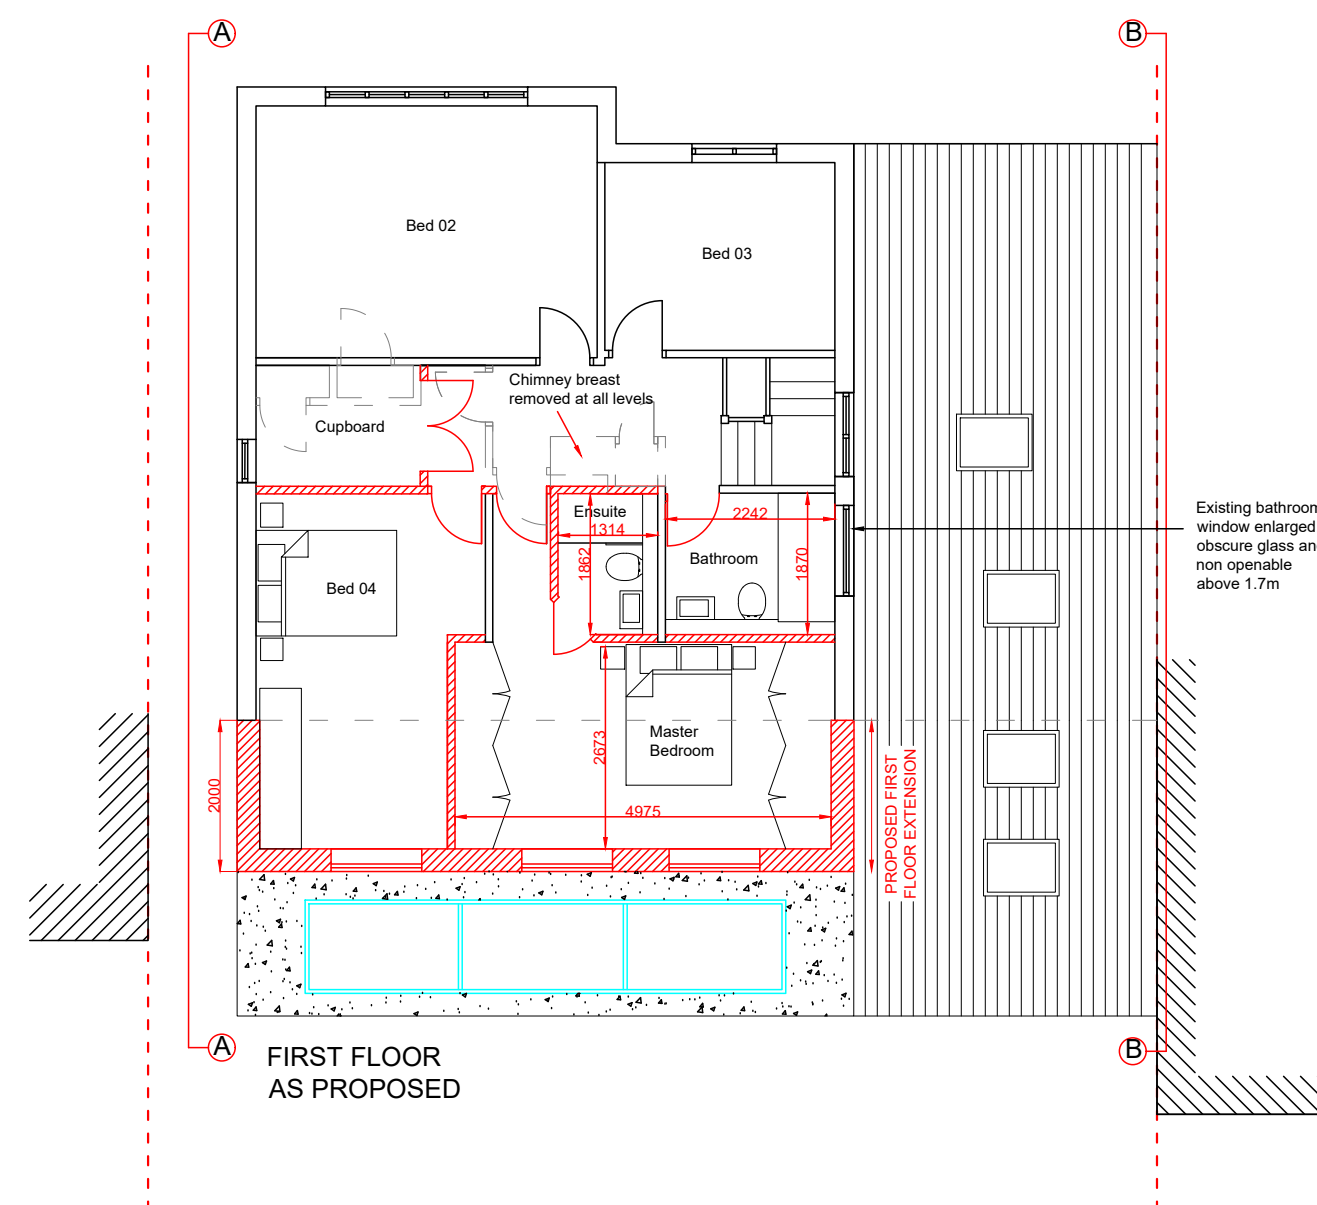 A
B
Bed 02
Bed 03
Chimney breast
removed at all levels
Cupboard
Ensuite
1314
2242
1862
1870
Bathroom
Existing bathroom
window enlarged
obscure glass an
non openable
above 1.7m
Bed 04
Master
Bedroom
2673
4975
2000
PROPOSED FIRST
FLOOR EXTENSION
A
B
FIRST FLOOR
AS PROPOSED